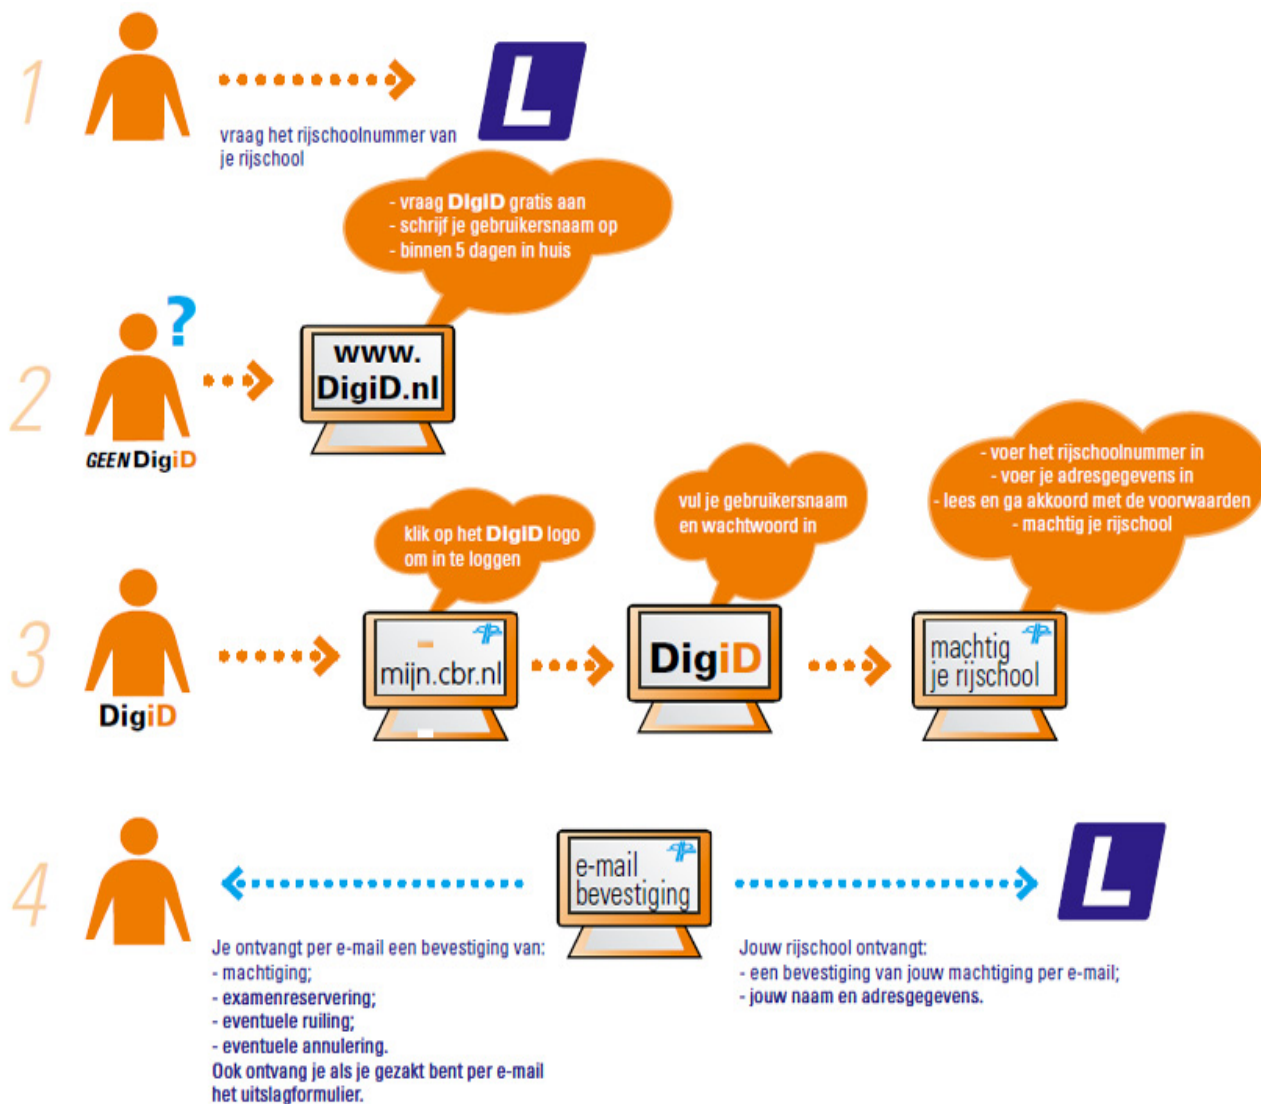 1
L
vraag het rijschoolnummer van
je rijschool
- vraag DigiD gratis aan
- schrijf je gebruikersnaam op
- binnen 5 dagen in huis
2
?
GEEN DigiD
www.
DigiD.nl
3
DigiD
klik op het DigiD logo
om in te loggen
mijn.cbr.nl
vul je gebruikersnaam
en wachtwoord in
DigiD
- voer het rijschoolnummer in
- voer je adresgegevens in
- lees en ga akkoord met de voorwaarden
- machtig je rijschool
machtig
je rijschool
4
e-mail
bevestiging
L
Je ontvangt per e-mail een bevestiging van:
- machtiging;
- examenreservering;
- eventuele ruiling;
- eventuele annulering.
Ook ontvang je als je gezakt bent per e-mail
het uitslagformulier.
Jouw rijschool ontvangt:
- een bevestiging van jouw machtiging per e-mail;
- jouw naam en adresgegevens.